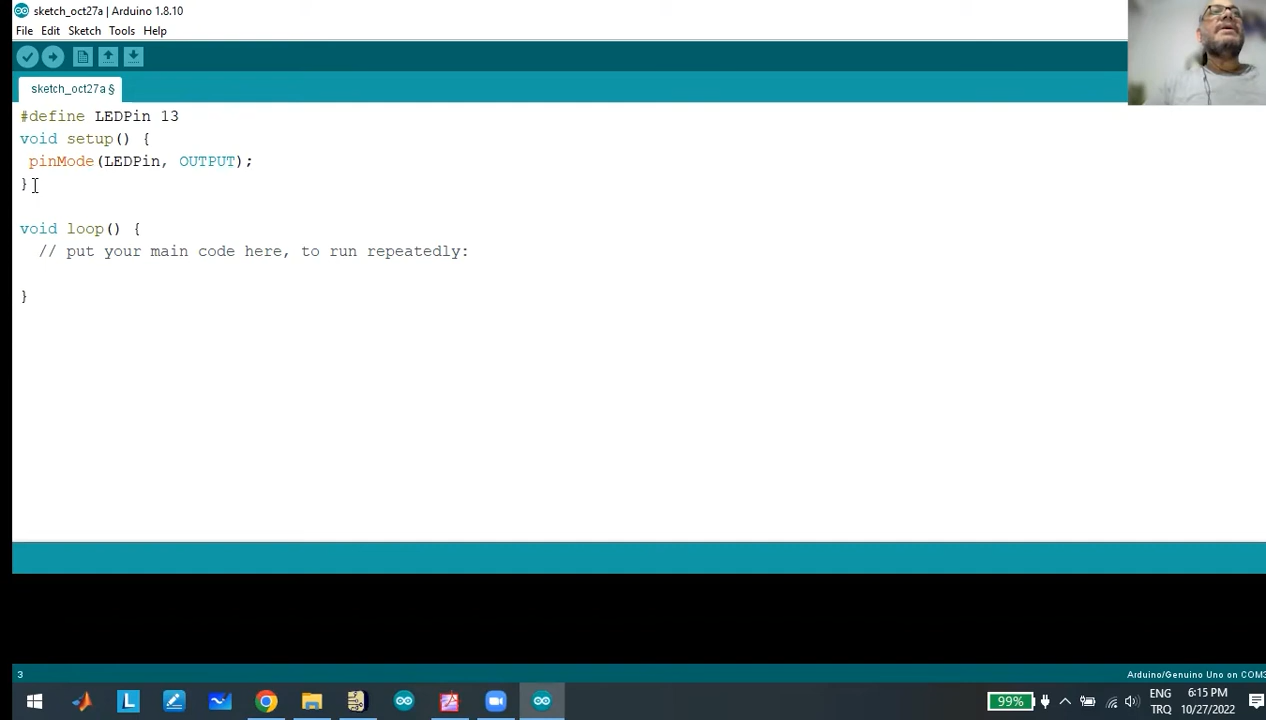 sketch_oct27a | Arduino 1.8.10
File Edit Sketch Tools Help
sketch_oct27a §
#define LEDPin 13
void setup() {
pinMode(LEDPin, OUTPUT);
}
void loop() {
// put your main code here, to run repeatedly:
}
3
Arduino/Genuino Uno on COM3
L
99%
ENG
TRQ
6:15 PM
10/27/2022